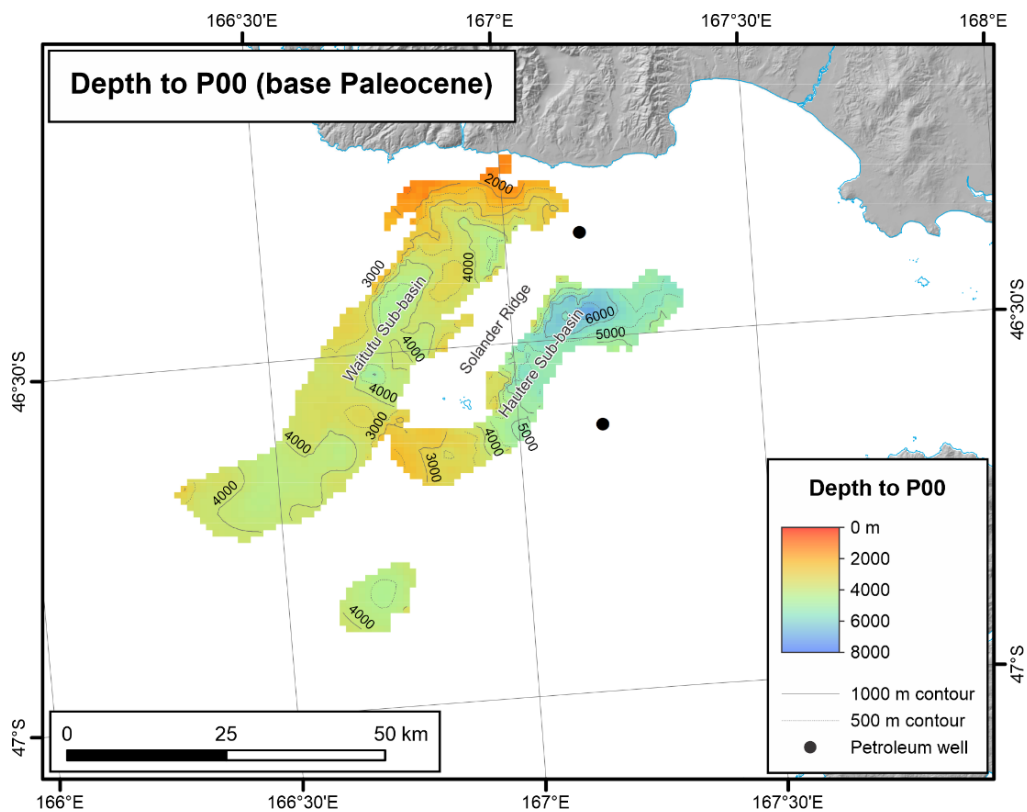 166°30'E
167°E
167°30'E
168°E
Depth to P00 (base Paleocene)
2000
3000
4000
Waitutu Sub-basin
Solander Ridge
6000
5000
Hautere Sub-basin
46°30'S
46°30'S
4000
4000
3000
4000
4000
5000
3000
4000
4000
Depth to P00
0 m
2000
4000
6000
8000
1000 m contour
500 m contour
Petroleum well
0 25 50 km
47°S
47°S
166°E
166°30'E
167°E
167°30'E